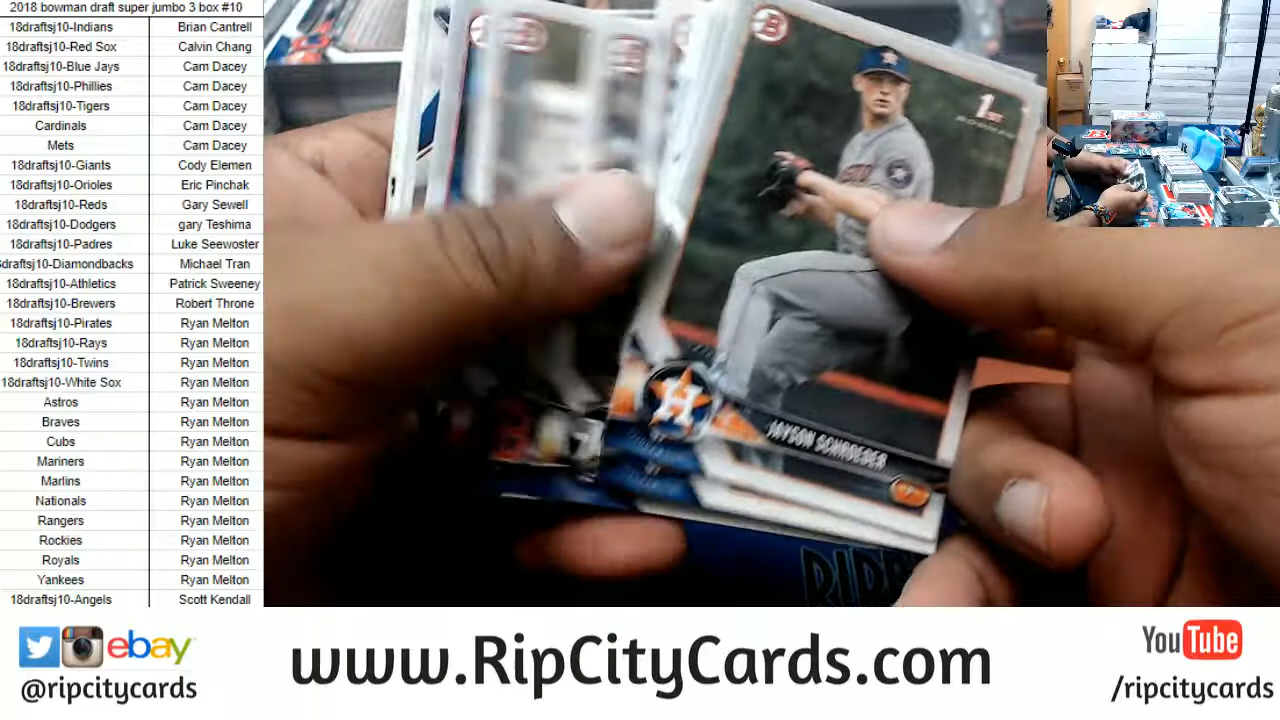 2018 bowman draft super jumbo 3 box #10
18draftsj10-Indians Brian Cantrell
18draftsj10-Red Sox Calvin Chang
18draftsj10-Blue Jays Cam Dacey
18draftsj10-Phillies Cam Dacey
18draftsj10-Tigers Cam Dacey
Cardinals Cam Dacey
Mets Cam Dacey
18draftsj10-Giants Cody Elemen
18draftsj10-Orioles Eric Pinchak
18draftsj10-Reds Gary Sewell
18draftsj10-Dodgers gary Teshima
18draftsj10-Padres Luke Seewoster
8draftsj10-Diamondbacks Michael Tran
18draftsj10-Athletics Patrick Sweeney
18draftsj10-Brewers Robert Throne
18draftsj10-Pirates Ryan Melton
18draftsj10-Rays Ryan Melton
18draftsj10-Twins Ryan Melton
18draftsj10-White Sox Ryan Melton
Astros Ryan Melton
Braves Ryan Melton
Cubs Ryan Melton
Mariners Ryan Melton
Marlins Ryan Melton
Nationals Ryan Melton
Rangers Ryan Melton
Rockies Ryan Melton
Royals Ryan Melton
Yankees Ryan Melton
18draftsj10-Angels Scott Kendall
B
1ST
BOWMAN
H
JAYSON SCHROEDER
ebay
@ripcitycards
www.RipCityCards.com
YouTube
/ripcitycards